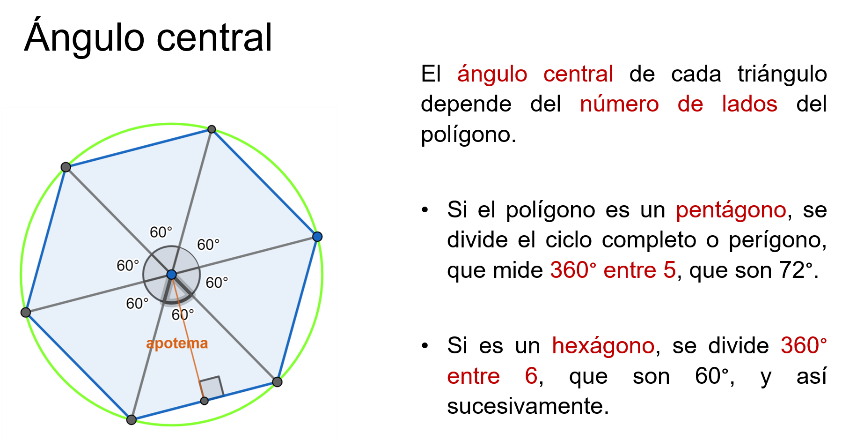 Ángulo central
El ángulo central de cada triángulo
depende del número de lados del
polígono.
• Si el polígono es un pentágono, se
divide el ciclo completo o perígono,
que mide 360° entre 5, que son 72°.
• Si es un hexágono, se divide 360°
entre 6, que son 60°, y así
sucesivamente.
60°
60°
60°
60°
60°
60°
apotema